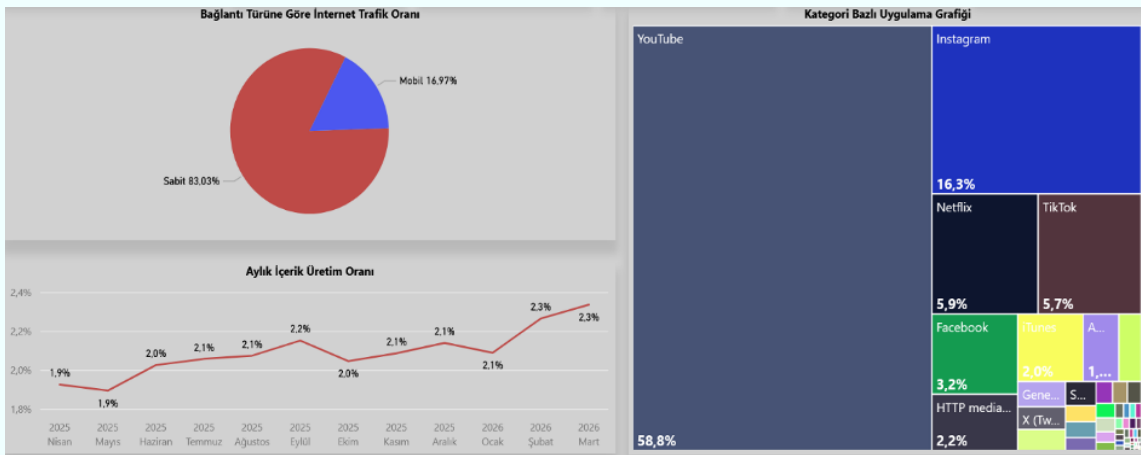 Bağlantı Türüne Göre İnternet Trafik Oranı
Mobil 16,97%
Sabit 83,03%
Aylık İçerik Üretim Oranı
2,4%
2,2%
2,0%
1,8%
1,9%
1,9%
2,0%
2,1%
2,1%
2,2%
2,0%
2,1%
2,1%
2,1%
2,3%
2,3%
2025 2025 2025 2025 2025 2025 2025 2025 2025 2026 2026 2026
Nisan Mayıs Haziran Temmuz Ağustos Eylül Ekim Kasım Aralık Ocak Şubat Mart
Kategori Bazlı Uygulama Grafiği
YouTube
58,8%
Instagram
16,3%
Netflix
5,9%
TikTok
5,7%
Facebook
3,2%
iTunes
2,0%
A...
1,...
HTTP media...
2,2%
Gene...
S...
X (Tw...